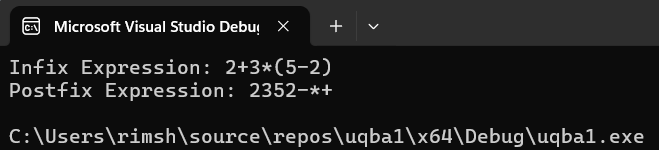 Microsoft Visual Studio Debug
Infix Expression: 2+3*(5-2)
Postfix Expression: 2352-*+
C:\Users\rimsh\source\repos\uqba1\x64\Debug\uqba1.exe